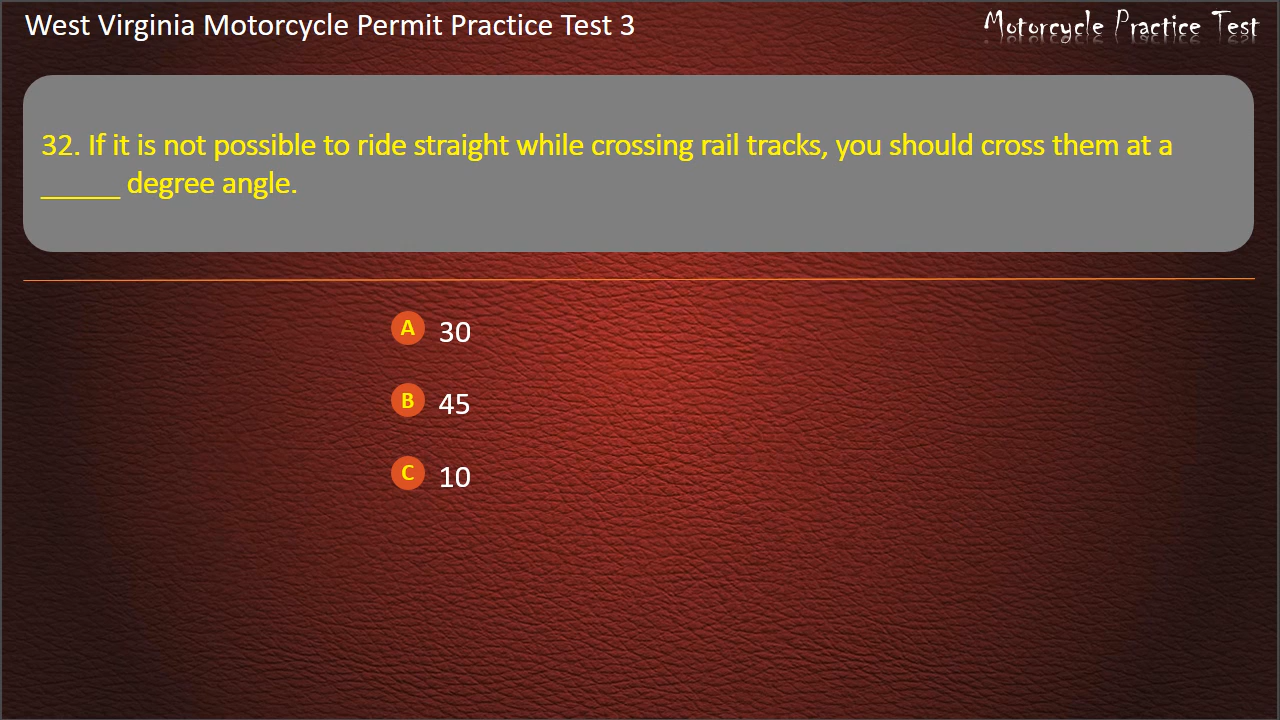 West Virginia Motorcycle Permit Practice Test 3
Motorcycle Practice Test
32. If it is not possible to ride straight while crossing rail tracks, you should cross them at a
______ degree angle.
A 30
B 45
C 10